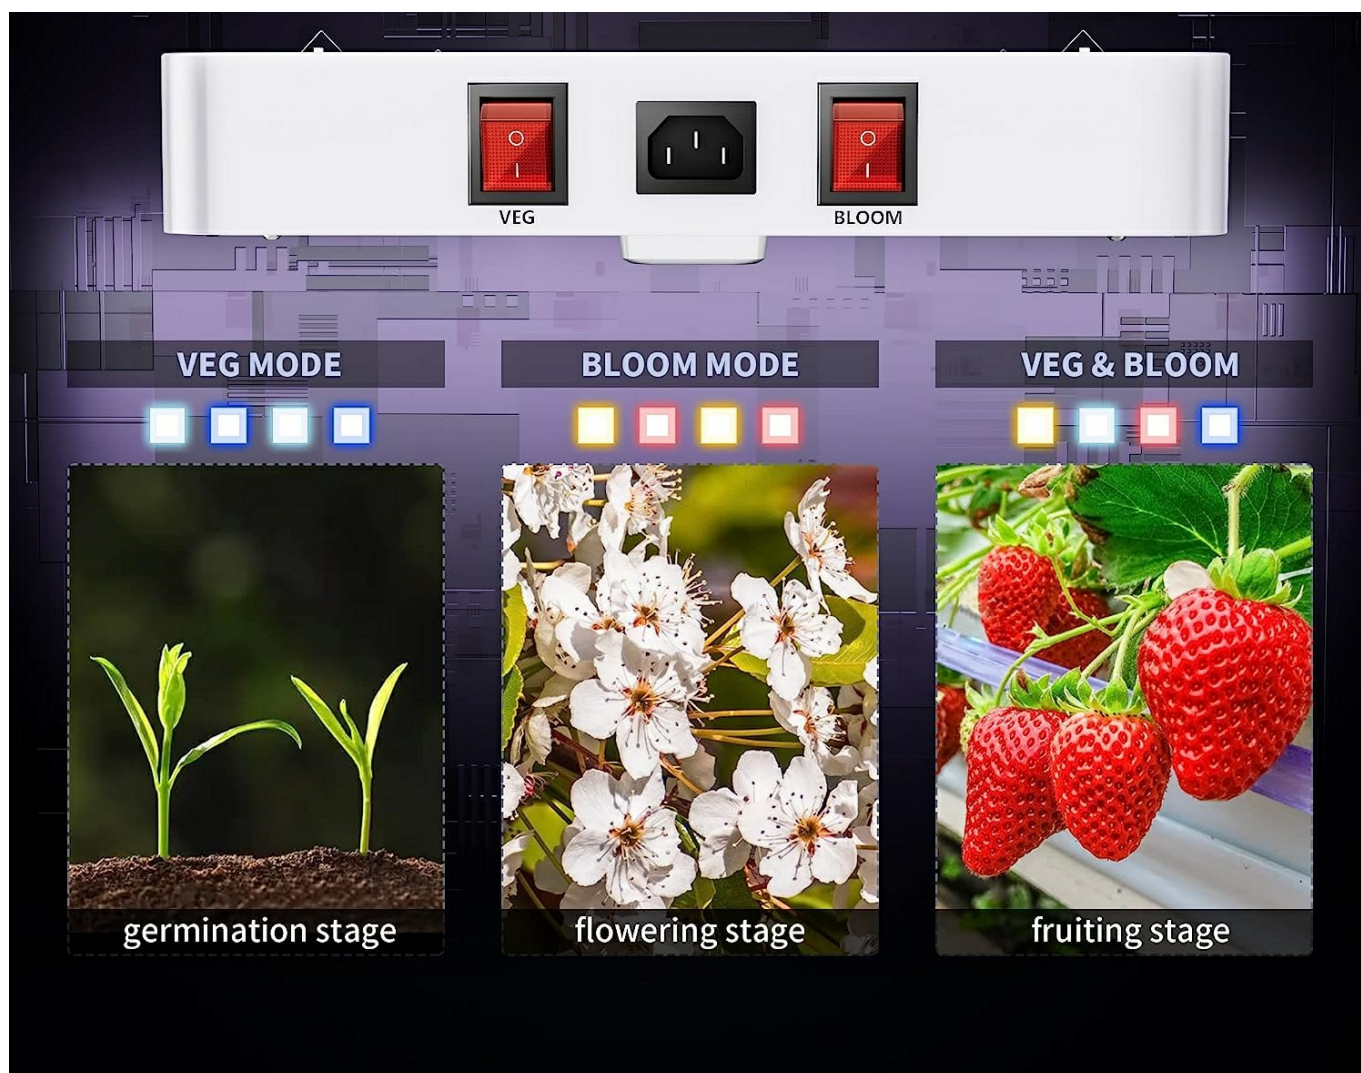 VEG
BLOOM
VEG MODE
BLOOM MODE
VEG & BLOOM
germination stage
flowering stage
fruiting stage